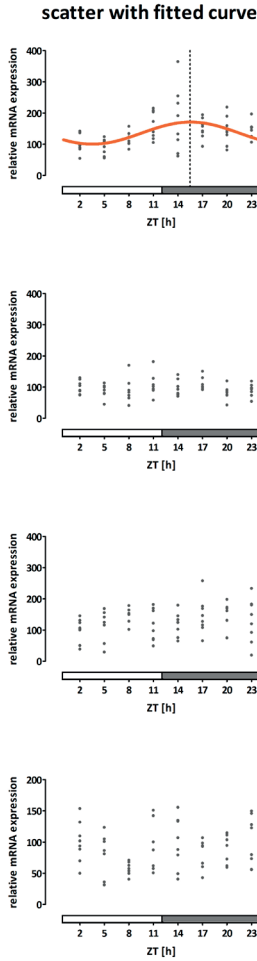 scatter with fitted curve
relative mRNA expression
400
300
200
100
0
2 5 8 11 14 17 20 23
ZT [h]
relative mRNA expression
400
300
200
100
0
2 5 8 11 14 17 20 23
ZT [h]
relative mRNA expression
400
300
200
100
0
2 5 8 11 14 17 20 23
ZT [h]
relative mRNA expression
200
150
100
50
0
2 5 8 11 14 17 20 23
ZT [h]